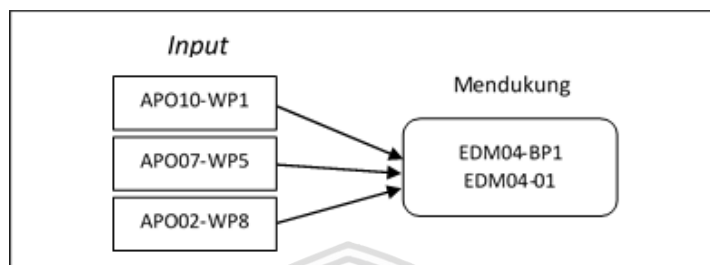 Input
APO10-WP1
APO07-WP5
APO02-WP8
Mendukung
EDM04-BP1
EDM04-01